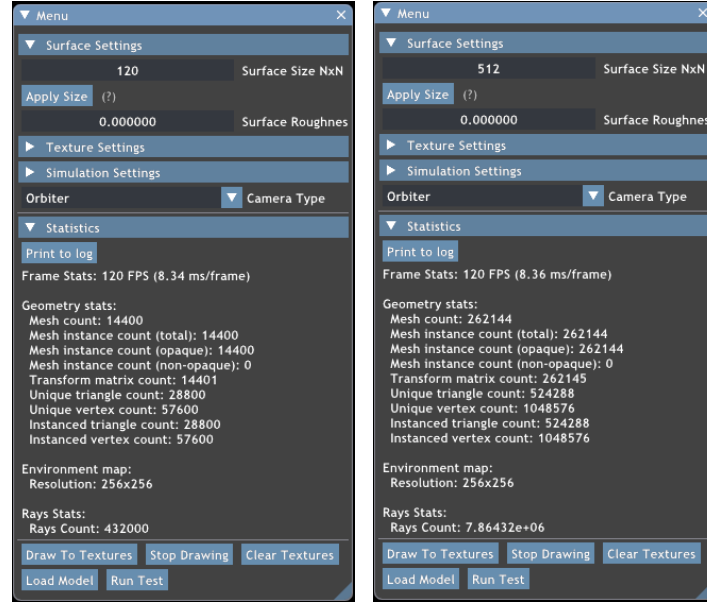 Menu
Surface Settings
120 Surface Size NxN
Apply Size (?)
0.000000 Surface Roughnes
Texture Settings
Simulation Settings
Orbiter Camera Type
Statistics
Print to log
Frame Stats: 120 FPS (8.34 ms/frame)
Geometry stats:
Mesh count: 14400
Mesh instance count (total): 14400
Mesh instance count (opaque): 14400
Mesh instance count (non-opaque): 0
Transform matrix count: 14401
Unique triangle count: 28800
Unique vertex count: 57600
Instanced triangle count: 28800
Instanced vertex count: 57600
Environment map:
Resolution: 256x256
Rays Stats:
Rays Count: 432000
Draw To Textures Stop Drawing Clear Textures
Load Model Run Test
Menu
Surface Settings
512 Surface Size NxN
Apply Size (?)
0.000000 Surface Roughnes
Texture Settings
Simulation Settings
Orbiter Camera Type
Statistics
Print to log
Frame Stats: 120 FPS (8.36 ms/frame)
Geometry stats:
Mesh count: 262144
Mesh instance count (total): 262144
Mesh instance count (opaque): 262144
Mesh instance count (non-opaque): 0
Transform matrix count: 262145
Unique triangle count: 524288
Unique vertex count: 1048576
Instanced triangle count: 524288
Instanced vertex count: 1048576
Environment map:
Resolution: 256x256
Rays Stats:
Rays Count: 7.86432e+06
Draw To Textures Stop Drawing Clear Textures
Load Model Run Test